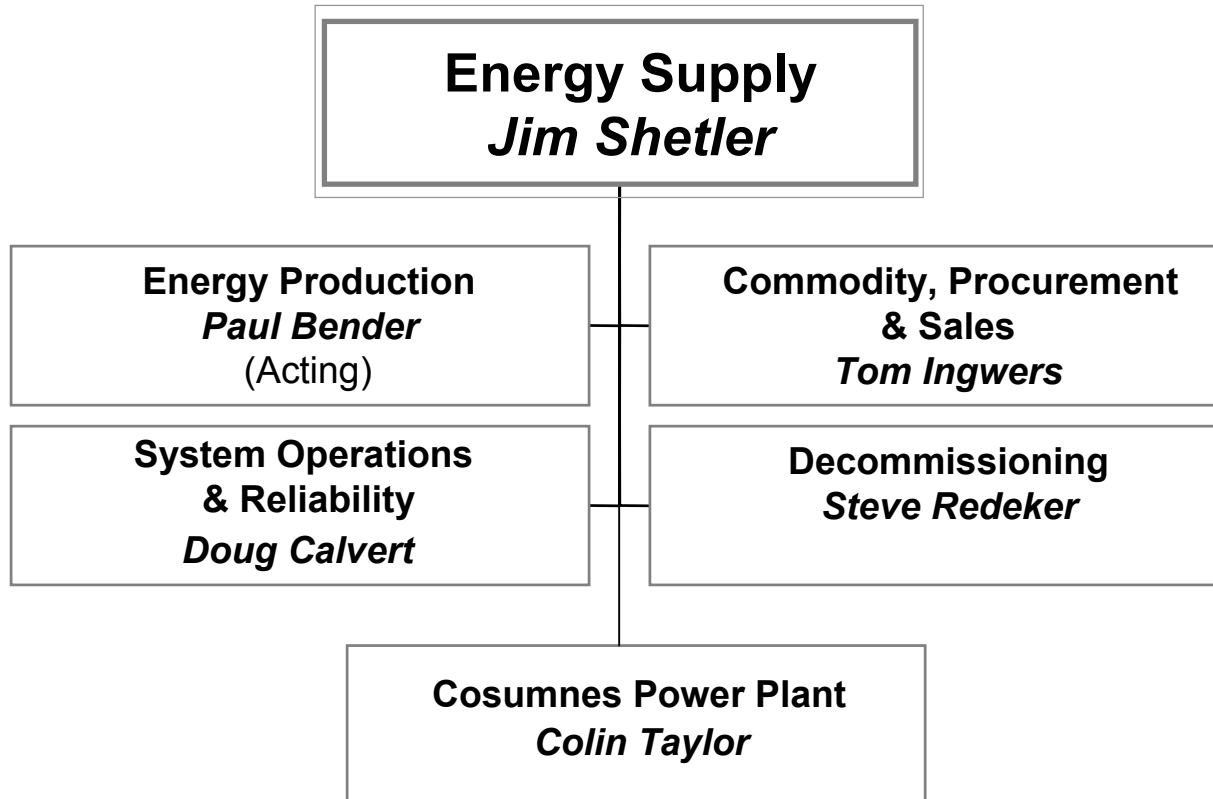 Energy Supply
Jim Shetler
Energy Production
Paul Bender
(Acting)
Commodity, Procurement
& Sales
Tom Ingwers
System Operations
& Reliability
Doug Calvert
Decommissioning
Steve Redeker
Cosumnes Power Plant
Colin Taylor